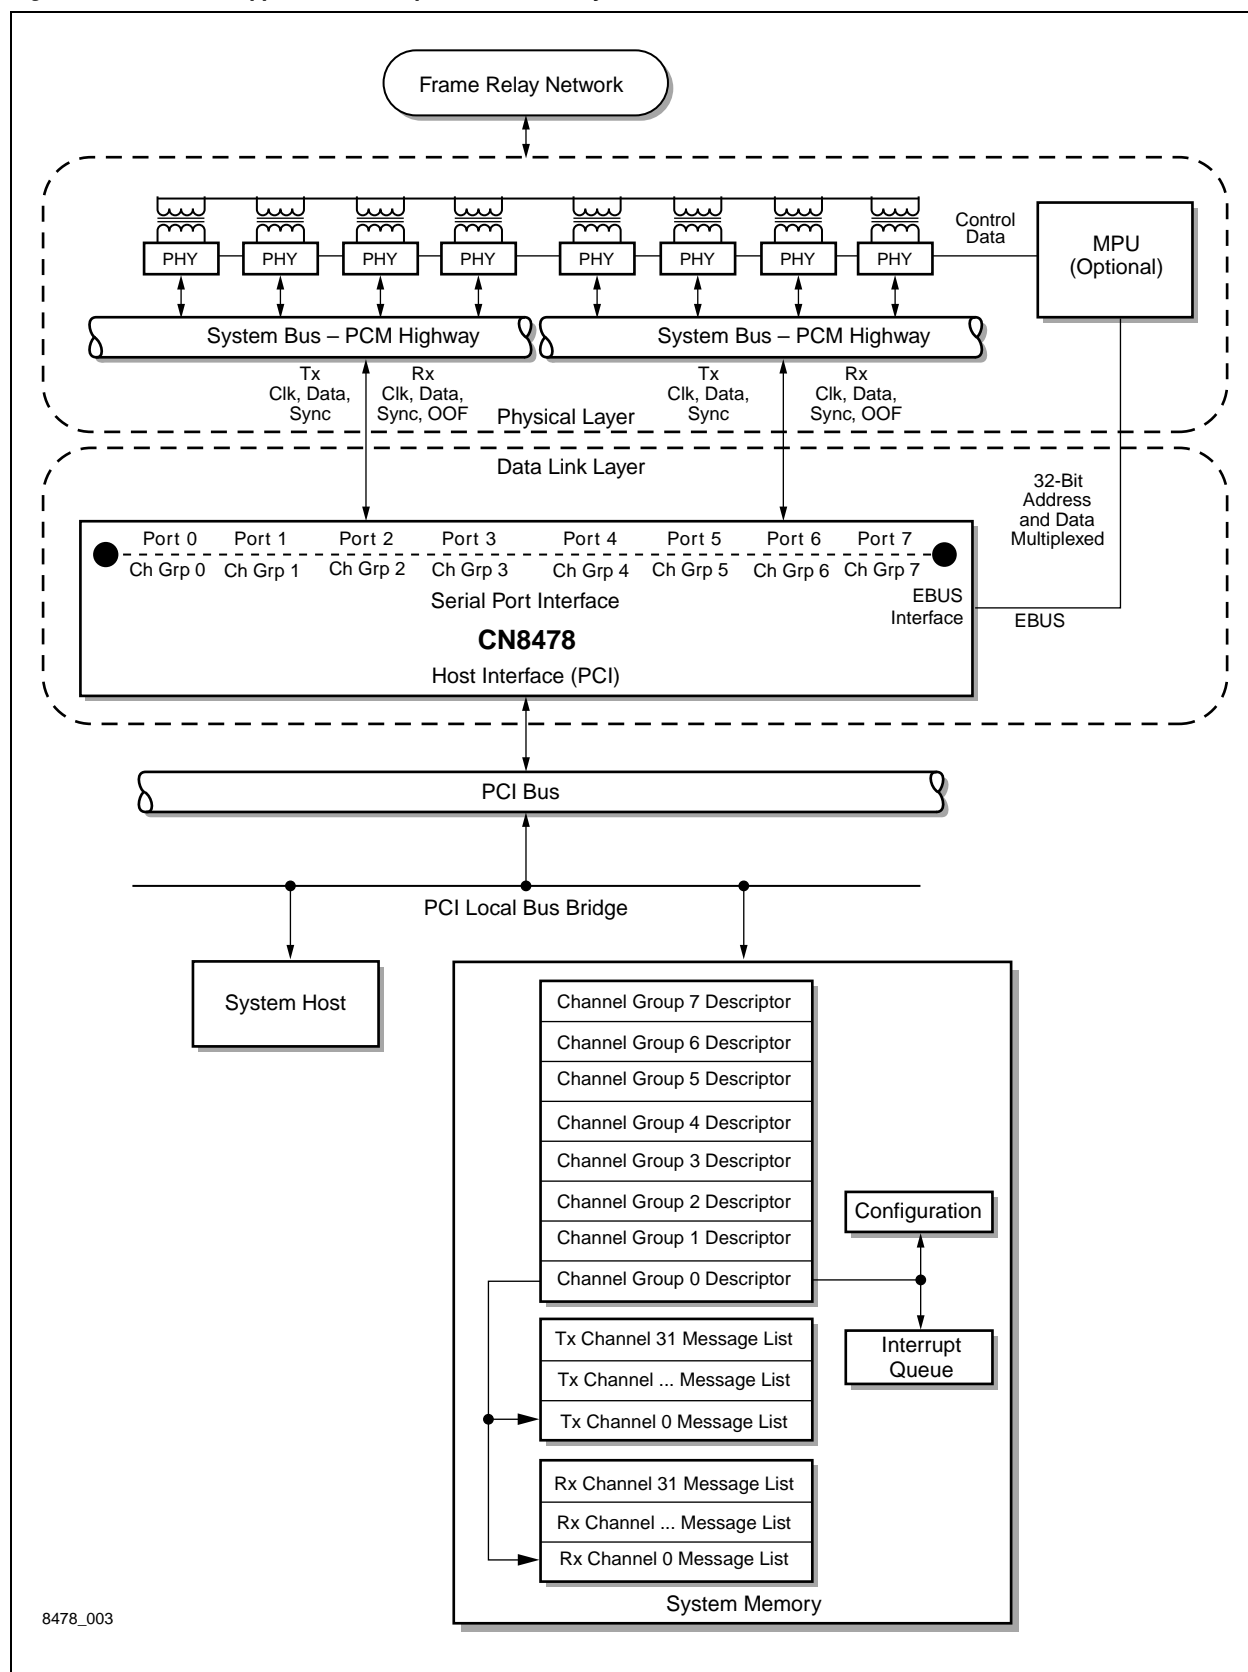 Frame Relay Network
Control
Data
MPU
(Optional)
PHY
PHY
PHY
PHY
PHY
PHY
PHY
PHY
System Bus – PCM Highway
System Bus – PCM Highway
Tx
Clk, Data,
Sync
Rx
Clk, Data,
Sync, OOF
Tx
Clk, Data,
Sync
Rx
Clk, Data,
Sync, OOF
Physical Layer
Data Link Layer
32-Bit
Address
and Data
Multiplexed
Port 0
Port 1
Port 2
Port 3
Port 4
Port 5
Port 6
Port 7
Ch Grp 0
Ch Grp 1
Ch Grp 2
Ch Grp 3
Ch Grp 4
Ch Grp 5
Ch Grp 6
Ch Grp 7
Serial Port Interface
EBUS
Interface
EBUS
CN8478
Host Interface (PCI)
PCI Bus
PCI Local Bus Bridge
System Host
Channel Group 7 Descriptor
Channel Group 6 Descriptor
Channel Group 5 Descriptor
Channel Group 4 Descriptor
Channel Group 3 Descriptor
Channel Group 2 Descriptor
Channel Group 1 Descriptor
Channel Group 0 Descriptor
Configuration
Interrupt
Queue
Tx Channel 31 Message List
Tx Channel ... Message List
Tx Channel 0 Message List
Rx Channel 31 Message List
Rx Channel ... Message List
Rx Channel 0 Message List
System Memory
8478_003